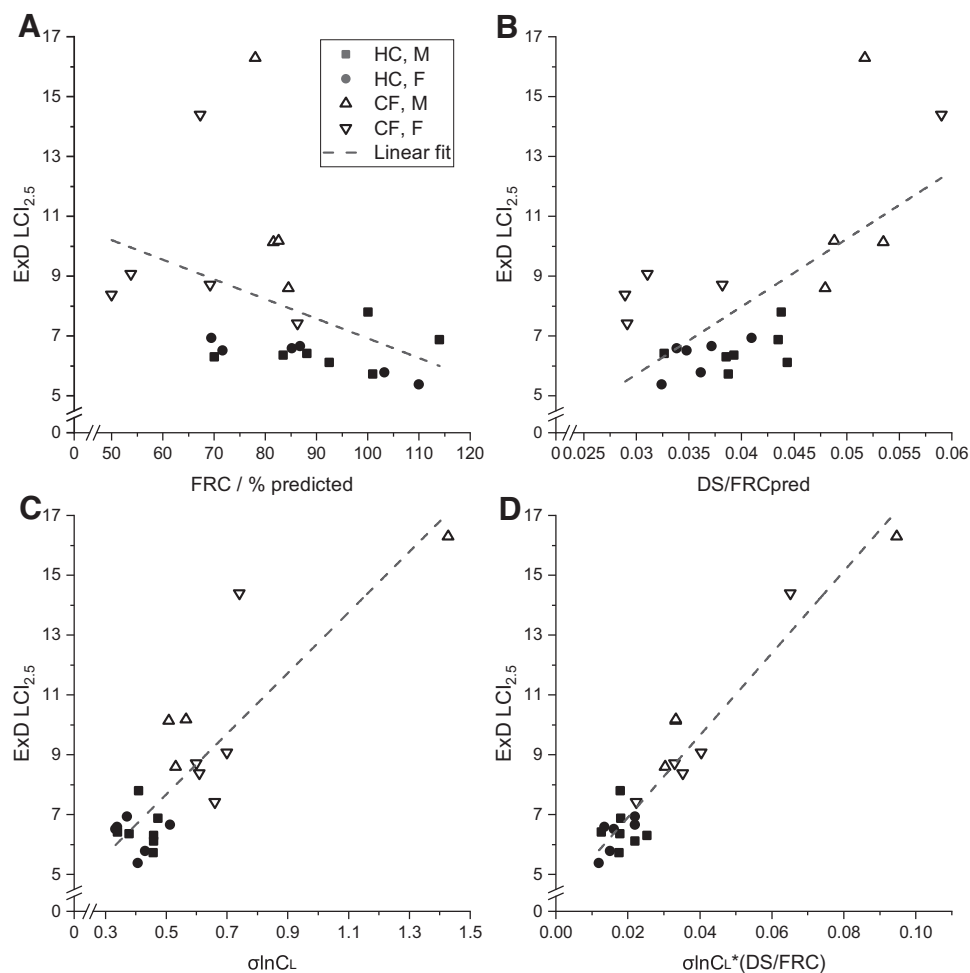 A
17
15
13
11
9
7
5
0
ExD LCI2.5
HC, M
HC, F
CF, M
CF, F
Linear fit
0 50 60 70 80 90 100 110 120
FRC / % predicted
B
17
15
13
11
9
7
5
0
ExD LCI2.5
0 0.025 0.03 0.035 0.04 0.045 0.05 0.055 0.06
DS/FRCpred
C
17
15
13
11
9
7
5
0
ExD LCI2.5
0 0.3 0.5 0.7 0.9 1.1 1.3 1.5
σlnCL
D
17
15
13
11
9
7
5
0
ExD LCI2.5
0.00 0.02 0.04 0.06 0.08 0.10
σlnCL*(DS/FRC)